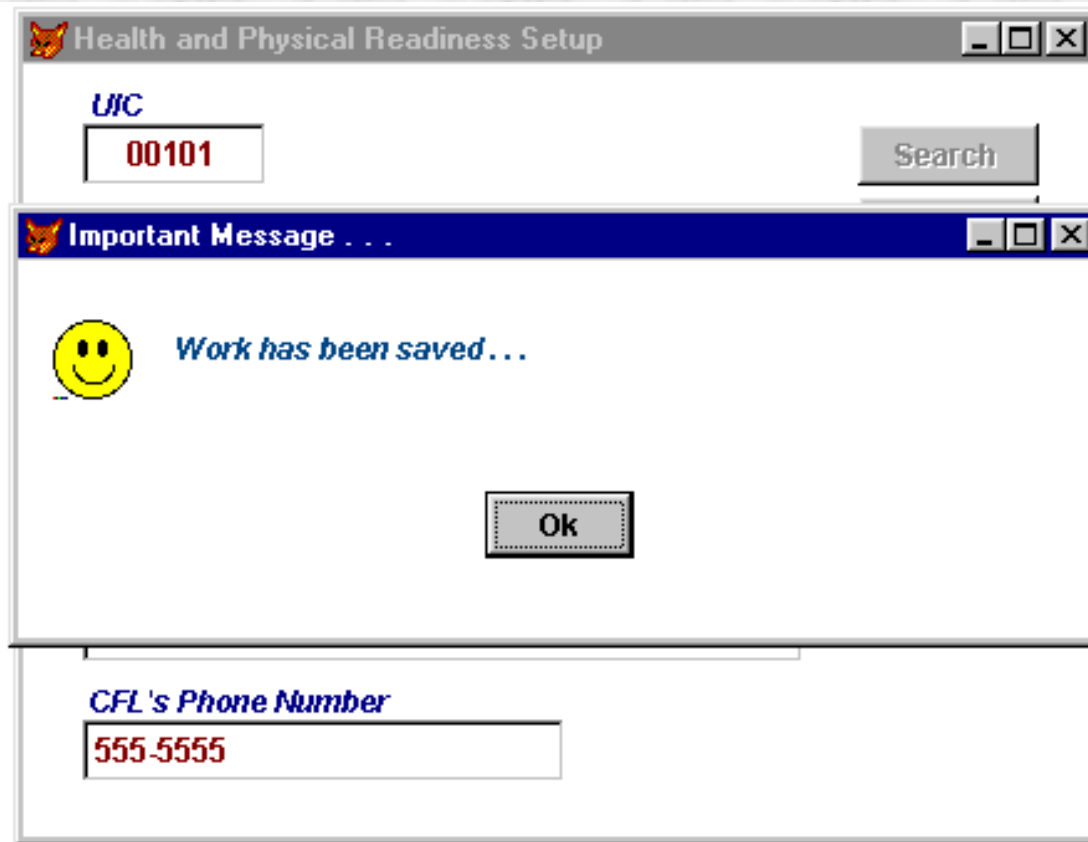 Health and Physical Readiness Setup
UIC
00101
Search
Important Message . . .
Work has been saved . . .
Ok
CFL's Phone Number
555-5555